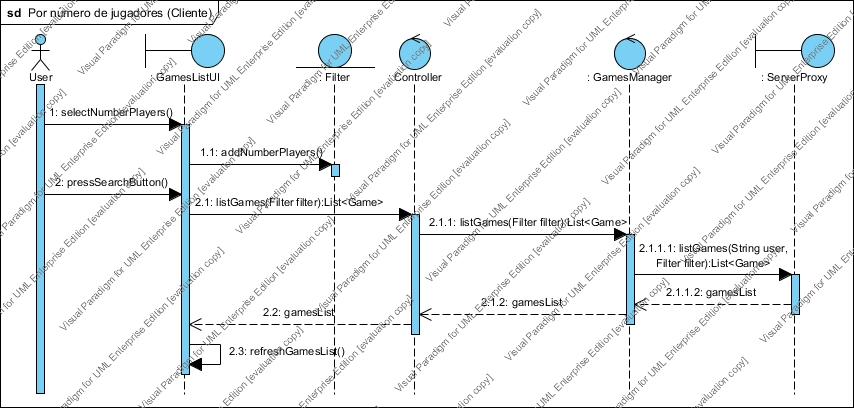 sd Por numero de jugadores (Cliente)
User
GamesListUI
Filter
Controller
: GamesManager
: ServerProxy
1: selectNumberPlayers()
1.1: addNumberPlayers()
2: pressSearchButton()
2.1: listGames(Filter filter):List<Game>
2.1.1: listGames(Filter filter):List<Game>
2.1.1.1: listGames(String user,
Filter filter):List<Game>
2.1.1.2: gamesList
2.1.2: gamesList
2.2: gamesList
2.3: refreshGamesList()
Visual Paradigm for UML Enterprise Edition [evaluation copy]